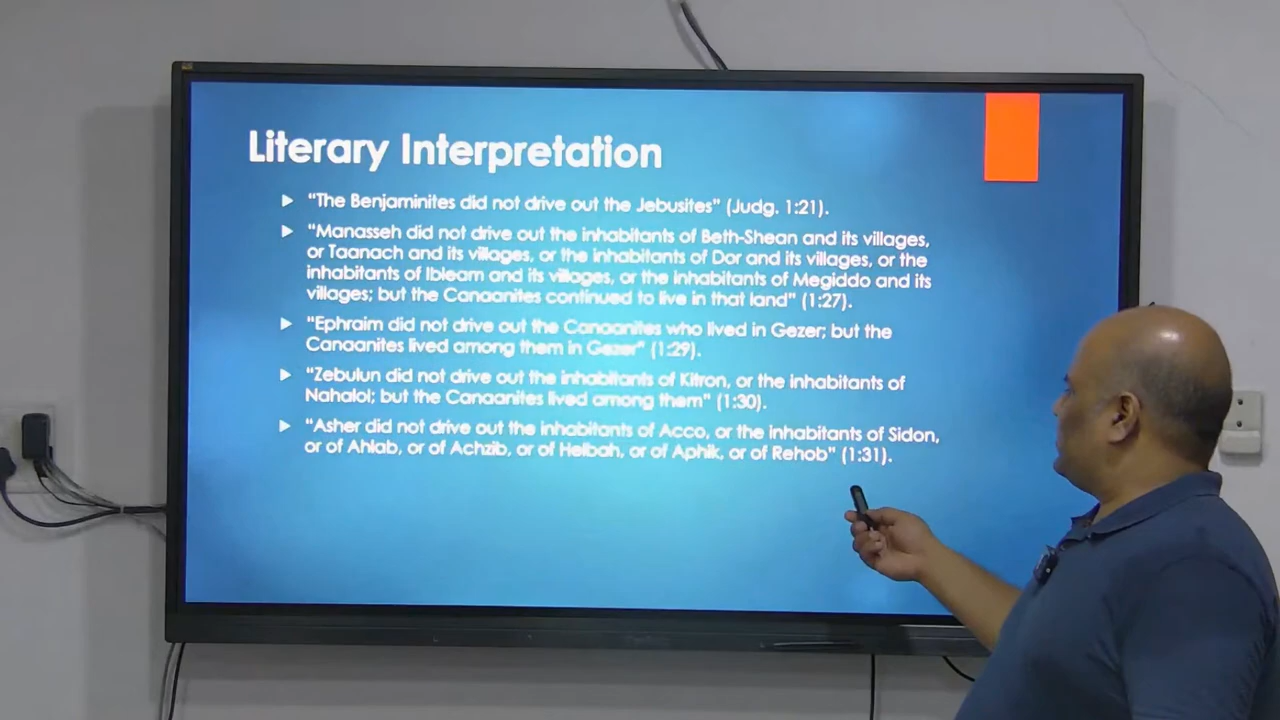 Literary Interpretation
“The Benjaminites did not drive out the Jebusites” (Judg. 1:21).
“Manasseh did not drive out the inhabitants of Beth-Shean and its villages,
or Taanach and its villages, or the inhabitants of Dor and its villages, or the
inhabitants of Ibleam and its villages, or the inhabitants of Megiddo and its
villages; but the Canaanites continued to live in that land” (1:27).
“Ephraim did not drive out the Canaanites who lived in Gezer; but the
Canaanites lived among them in Gezer” (1:29).
“Zebulun did not drive out the inhabitants of Kitron, or the inhabitants of
Nahalol; but the Canaanites lived among them” (1:30).
“Asher did not drive out the inhabitants of Acco, or the inhabitants of Sidon,
or of Ahlab, or of Achzib, or of Helbah, or of Aphik, or of Rehob” (1:31).